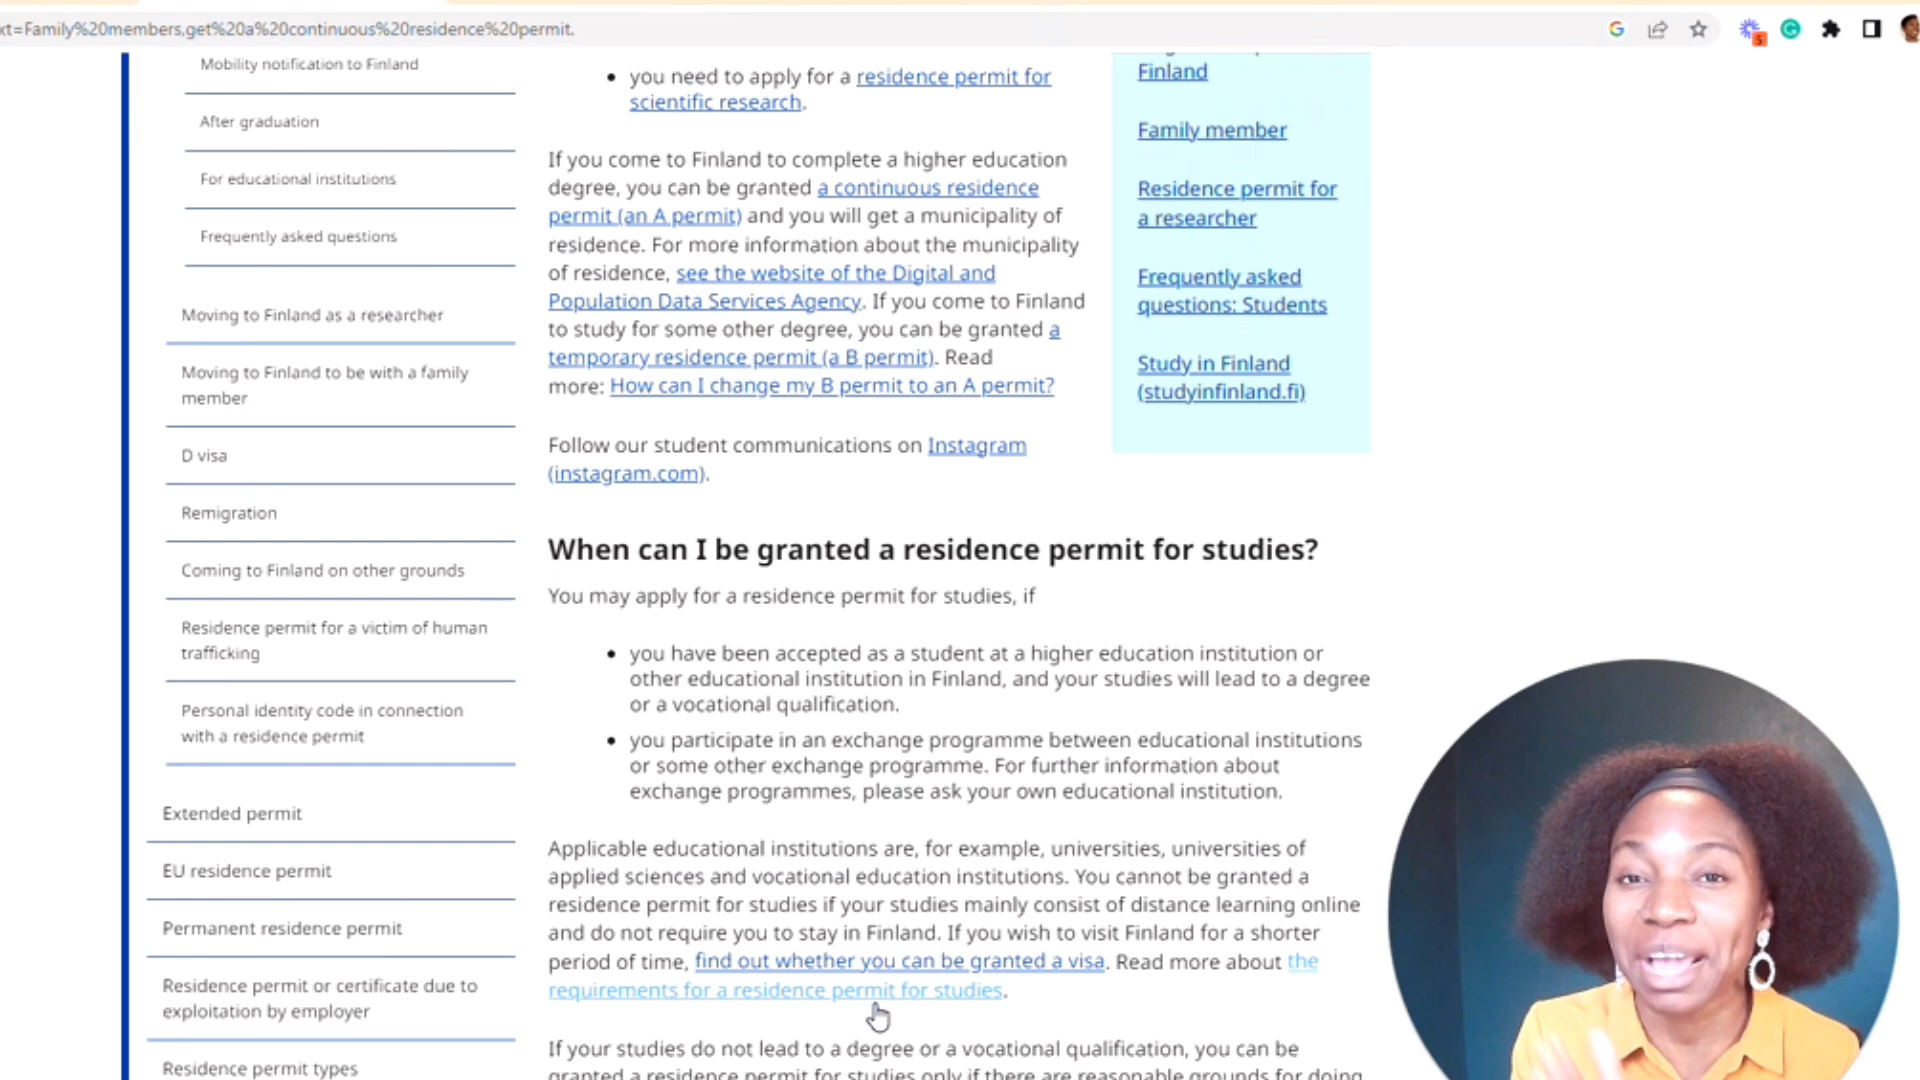 xt=Family%20members,get%20a%20continuous%20residence%20permit.
5
Mobility notification to Finland
After graduation
For educational institutions
Frequently asked questions
Moving to Finland as a researcher
Moving to Finland to be with a family
member
D visa
Remigration
Coming to Finland on other grounds
Residence permit for a victim of human
trafficking
Personal identity code in connection
with a residence permit
Extended permit
EU residence permit
Permanent residence permit
Residence permit or certificate due to
exploitation by employer
Residence permit types
• you need to apply for a residence permit for
scientific research.
If you come to Finland to complete a higher education
degree, you can be granted a continuous residence
permit (an A permit) and you will get a municipality of
residence. For more information about the municipality
of residence, see the website of the Digital and
Population Data Services Agency. If you come to Finland
to study for some other degree, you can be granted a
temporary residence permit (a B permit). Read
more: How can I change my B permit to an A permit?
Follow our student communications on Instagram
(instagram.com).
When can I be granted a residence permit for studies?
You may apply for a residence permit for studies, if
• you have been accepted as a student at a higher education institution or
other educational institution in Finland, and your studies will lead to a degree
or a vocational qualification.
• you participate in an exchange programme between educational institutions
or some other exchange programme. For further information about
exchange programmes, please ask your own educational institution.
Applicable educational institutions are, for example, universities, universities of
applied sciences and vocational education institutions. You cannot be granted a
residence permit for studies if your studies mainly consist of distance learning online
and do not require you to stay in Finland. If you wish to visit Finland for a shorter
period of time, find out whether you can be granted a visa. Read more about the
requirements for a residence permit for studies.
If your studies do not lead to a degree or a vocational qualification, you can be
granted a residence permit for studies only if there are reasonable grounds for doing
Finland
Family member
Residence permit for
a researcher
Frequently asked
questions: Students
Study in Finland
(studyinfinland.fi)